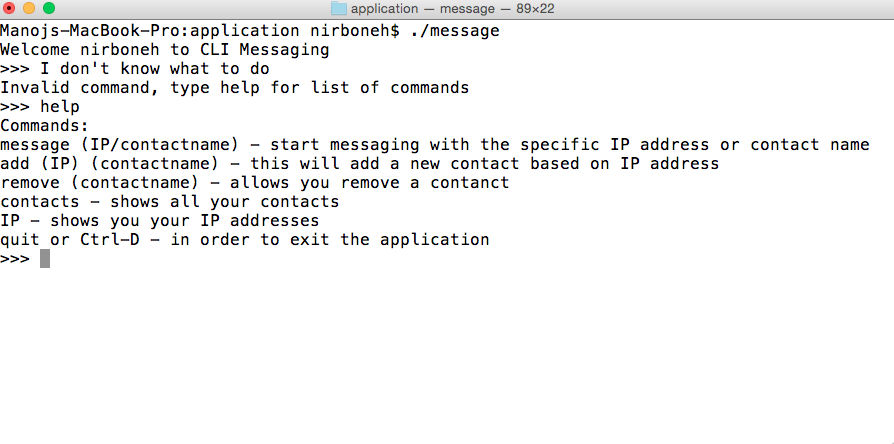 application — message — 89×22
Manojs-MacBook-Pro:application nirboneh$ ./message
Welcome nirboneh to CLI Messaging
>>> I don't know what to do
Invalid command, type help for list of commands
>>> help
Commands:
message (IP/contactname) – start messaging with the specific IP address or contact name
add (IP) (contactname) – this will add a new contact based on IP address
remove (contactname) – allows you remove a contanct
contacts – shows all your contacts
IP – shows you your IP addresses
quit or Ctrl–D – in order to exit the application
>>>